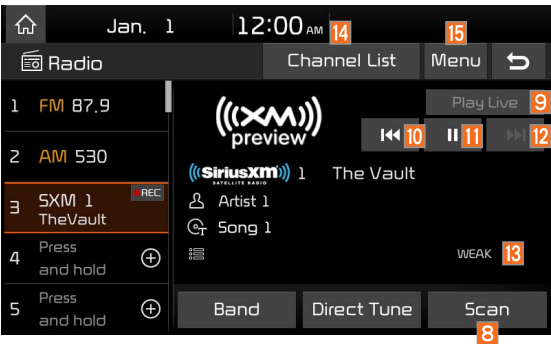 Jan. 1 12:00 AM 14 15
Radio Channel List Menu
1 FM 87.9
2 AM 530
3 SXM 1 REC
TheVault
4 Press
and hold
5 Press
and hold
((XM))
preview
Play Live 9
10 11 12
((SiriusXM)) 1 The Vault
SATELLITE RADIO
Artist 1
Song 1
WEAK 13
Band Direct Tune Scan
8